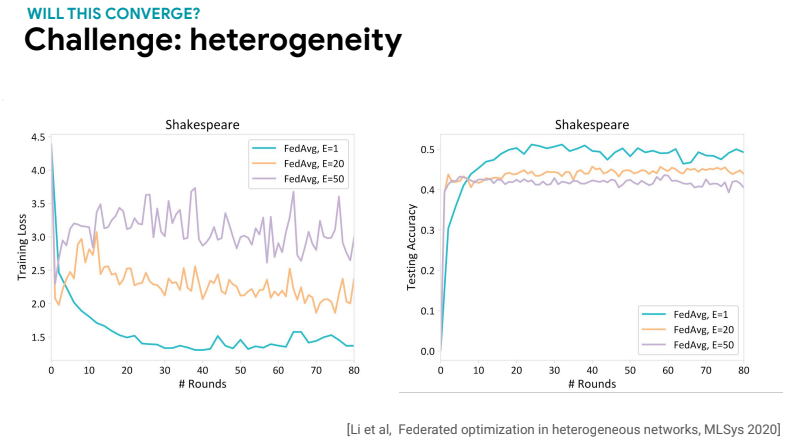 WILL THIS CONVERGE?
Challenge: heterogeneity
Shakespeare
4.5
4.0
3.5
3.0
2.5
2.0
1.5
Training Loss
FedAvg, E=1
FedAvg, E=20
FedAvg, E=50
0 10 20 30 40 50 60 70 80
# Rounds
Shakespeare
0.5
0.4
0.3
0.2
0.1
0.0
Testing Accuracy
FedAvg, E=1
FedAvg, E=20
FedAvg, E=50
0 10 20 30 40 50 60 70 80
# Rounds
[Li et al, Federated optimization in heterogeneous networks, MLSys 2020]